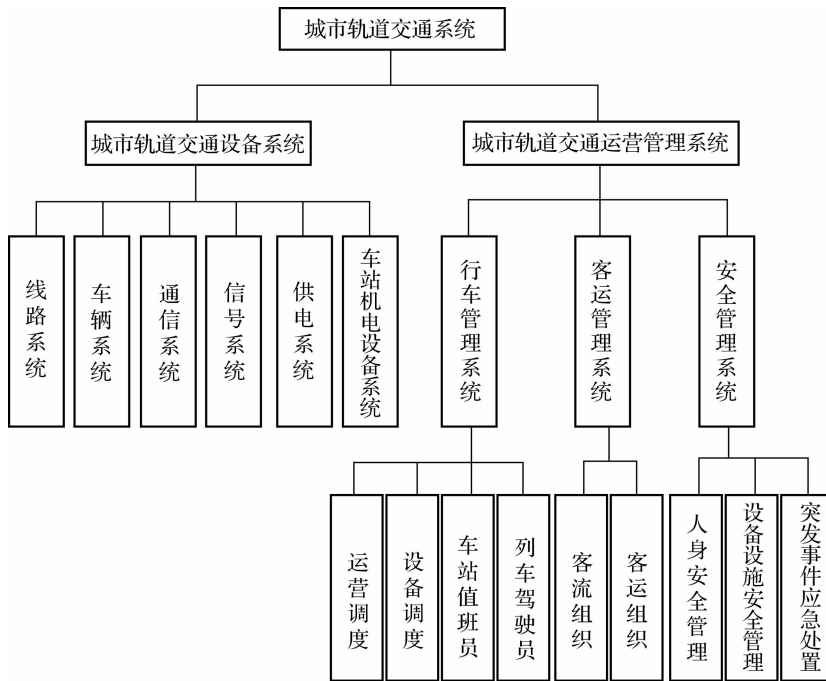 城市轨道交通系统
城市轨道交通设备系统
城市轨道交通运营管理系统
线路系统
车辆系统
通信系统
信号系统
供电系统
车站机电设备系统
行车管理系统
客运管理系统
安全管理系统
运营调度
设备调度
车站值班员
列车驾驶员
客流组织
客运组织
人身安全管理
设备设施安全管理
突发事件应急处置